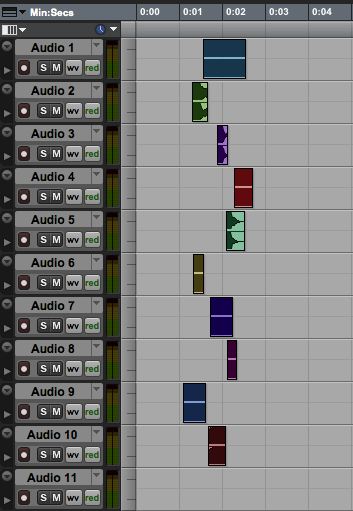 Min:Secs 0:00 0:01 0:02 0:03 0:04
Audio 1
S M wv red
Audio 2
S M wv red
Audio 3
S M wv red
Audio 4
S M wv red
Audio 5
S M wv red
Audio 6
S M wv red
Audio 7
S M wv red
Audio 8
S M wv red
Audio 9
S M wv red
Audio 10
S M wv red
Audio 11
S M wv red